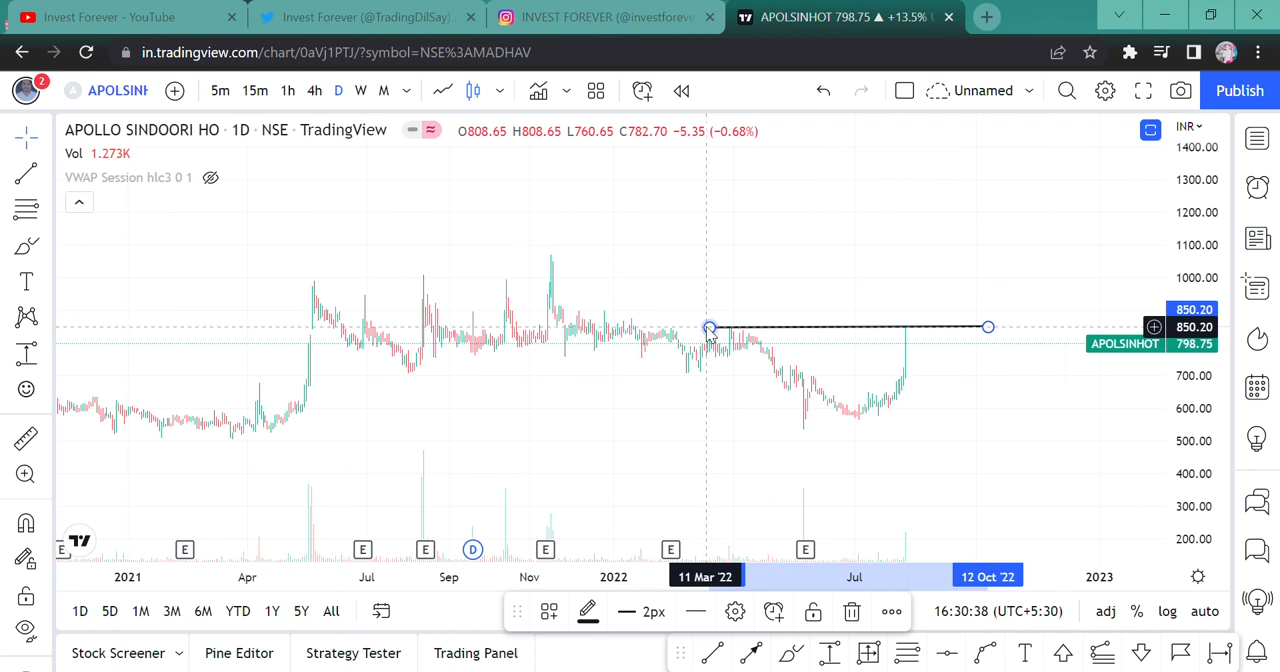 Invest Forever - YouTube
Invest Forever (@TradingDilSay)
INVEST FOREVER (@investforeve
APOLSINHOT 798.75 ▲ +13.5%
in.tradingview.com/chart/0aVj1PTJ/?symbol=NSE%3AMADHAV
2
A APOLSINH
5m 15m 1h 4h D W M
Unnamed
Publish
APOLLO SINDOORI HO · 1D · NSE · TradingView
O808.65 H808.65 L760.65 C782.70 −5.35 (−0.68%)
INR
Vol 1.273K
VWAP Session hlc3 0 1
1400.00
1300.00
1200.00
1100.00
1000.00
850.20
850.20
APOLSINHOT 798.75
700.00
600.00
500.00
400.00
300.00
200.00
E E E E D E E E
2021 Apr Jul Sep Nov 2022 11 Mar '22 Jul 12 Oct '22 2023
1D 5D 1M 3M 6M YTD 1Y 5Y All
2px
16:30:38 (UTC+5:30) adj % log auto
Stock Screener Pine Editor Strategy Tester Trading Panel